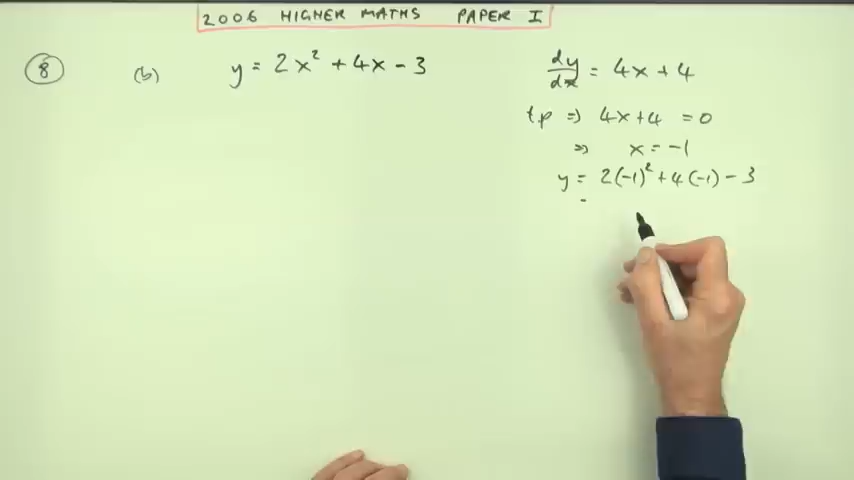 2006 HIGHER MATHS PAPER I
8 (b) y = 2x² + 4x - 3
dy/dx = 4x + 4
t.p ⇒ 4x + 4 = 0
⇒ x = -1
y = 2(-1)² + 4(-1) - 3
-